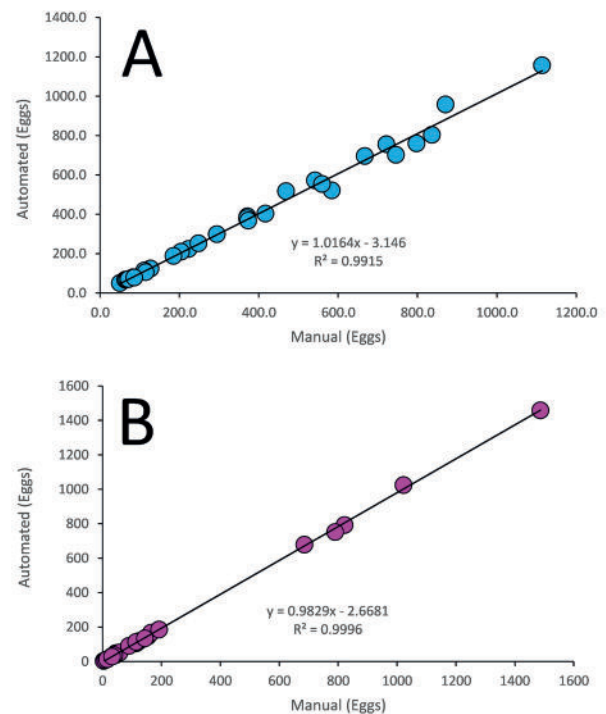 A
1400.0
1200.0
1000.0
800.0
600.0
400.0
200.0
0.0
Automated (Eggs)
y = 1.0164x - 3.146
R² = 0.9915
0.0 200.0 400.0 600.0 800.0 1000.0 1200.0
Manual (Eggs)
B
1600
1400
1200
1000
800
600
400
200
0
Automated (Eggs)
y = 0.9829x - 2.6681
R² = 0.9996
0 200 400 600 800 1000 1200 1400 1600
Manual (Eggs)